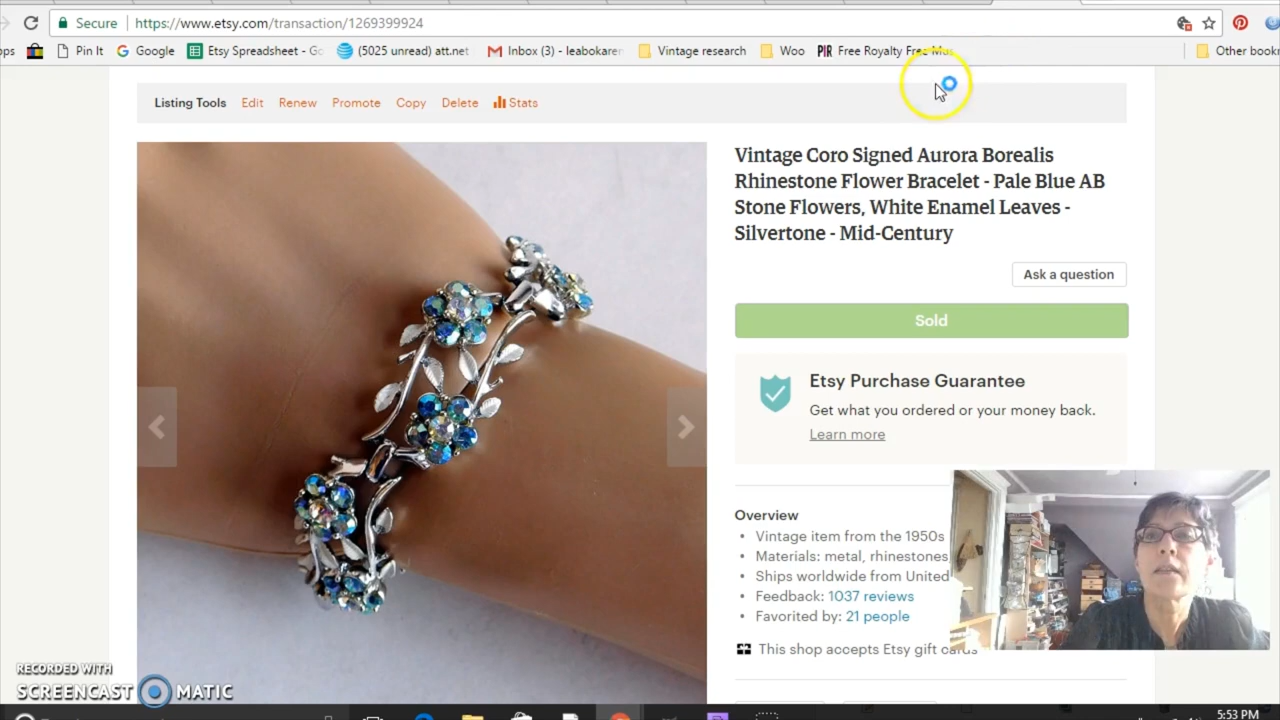 Secure https://www.etsy.com/transaction/1269399924
ops Pin It Google Etsy Spreadsheet - Go (5025 unread) att.net Inbox (3) - leabokaren Vintage research Woo PIR Free Royalty Free Mus Other book
Listing Tools Edit Renew Promote Copy Delete Stats
Vintage Coro Signed Aurora Borealis
Rhinestone Flower Bracelet - Pale Blue AB
Stone Flowers, White Enamel Leaves -
Silvertone - Mid-Century
Ask a question
Sold
Etsy Purchase Guarantee
Get what you ordered or your money back.
Learn more
Overview
• Vintage item from the 1950s
• Materials: metal, rhinestones,
• Ships worldwide from United
• Feedback: 1037 reviews
• Favorited by: 21 people
This shop accepts Etsy gift cards
RECORDED WITH
SCREENCAST MATIC
5:53 PM